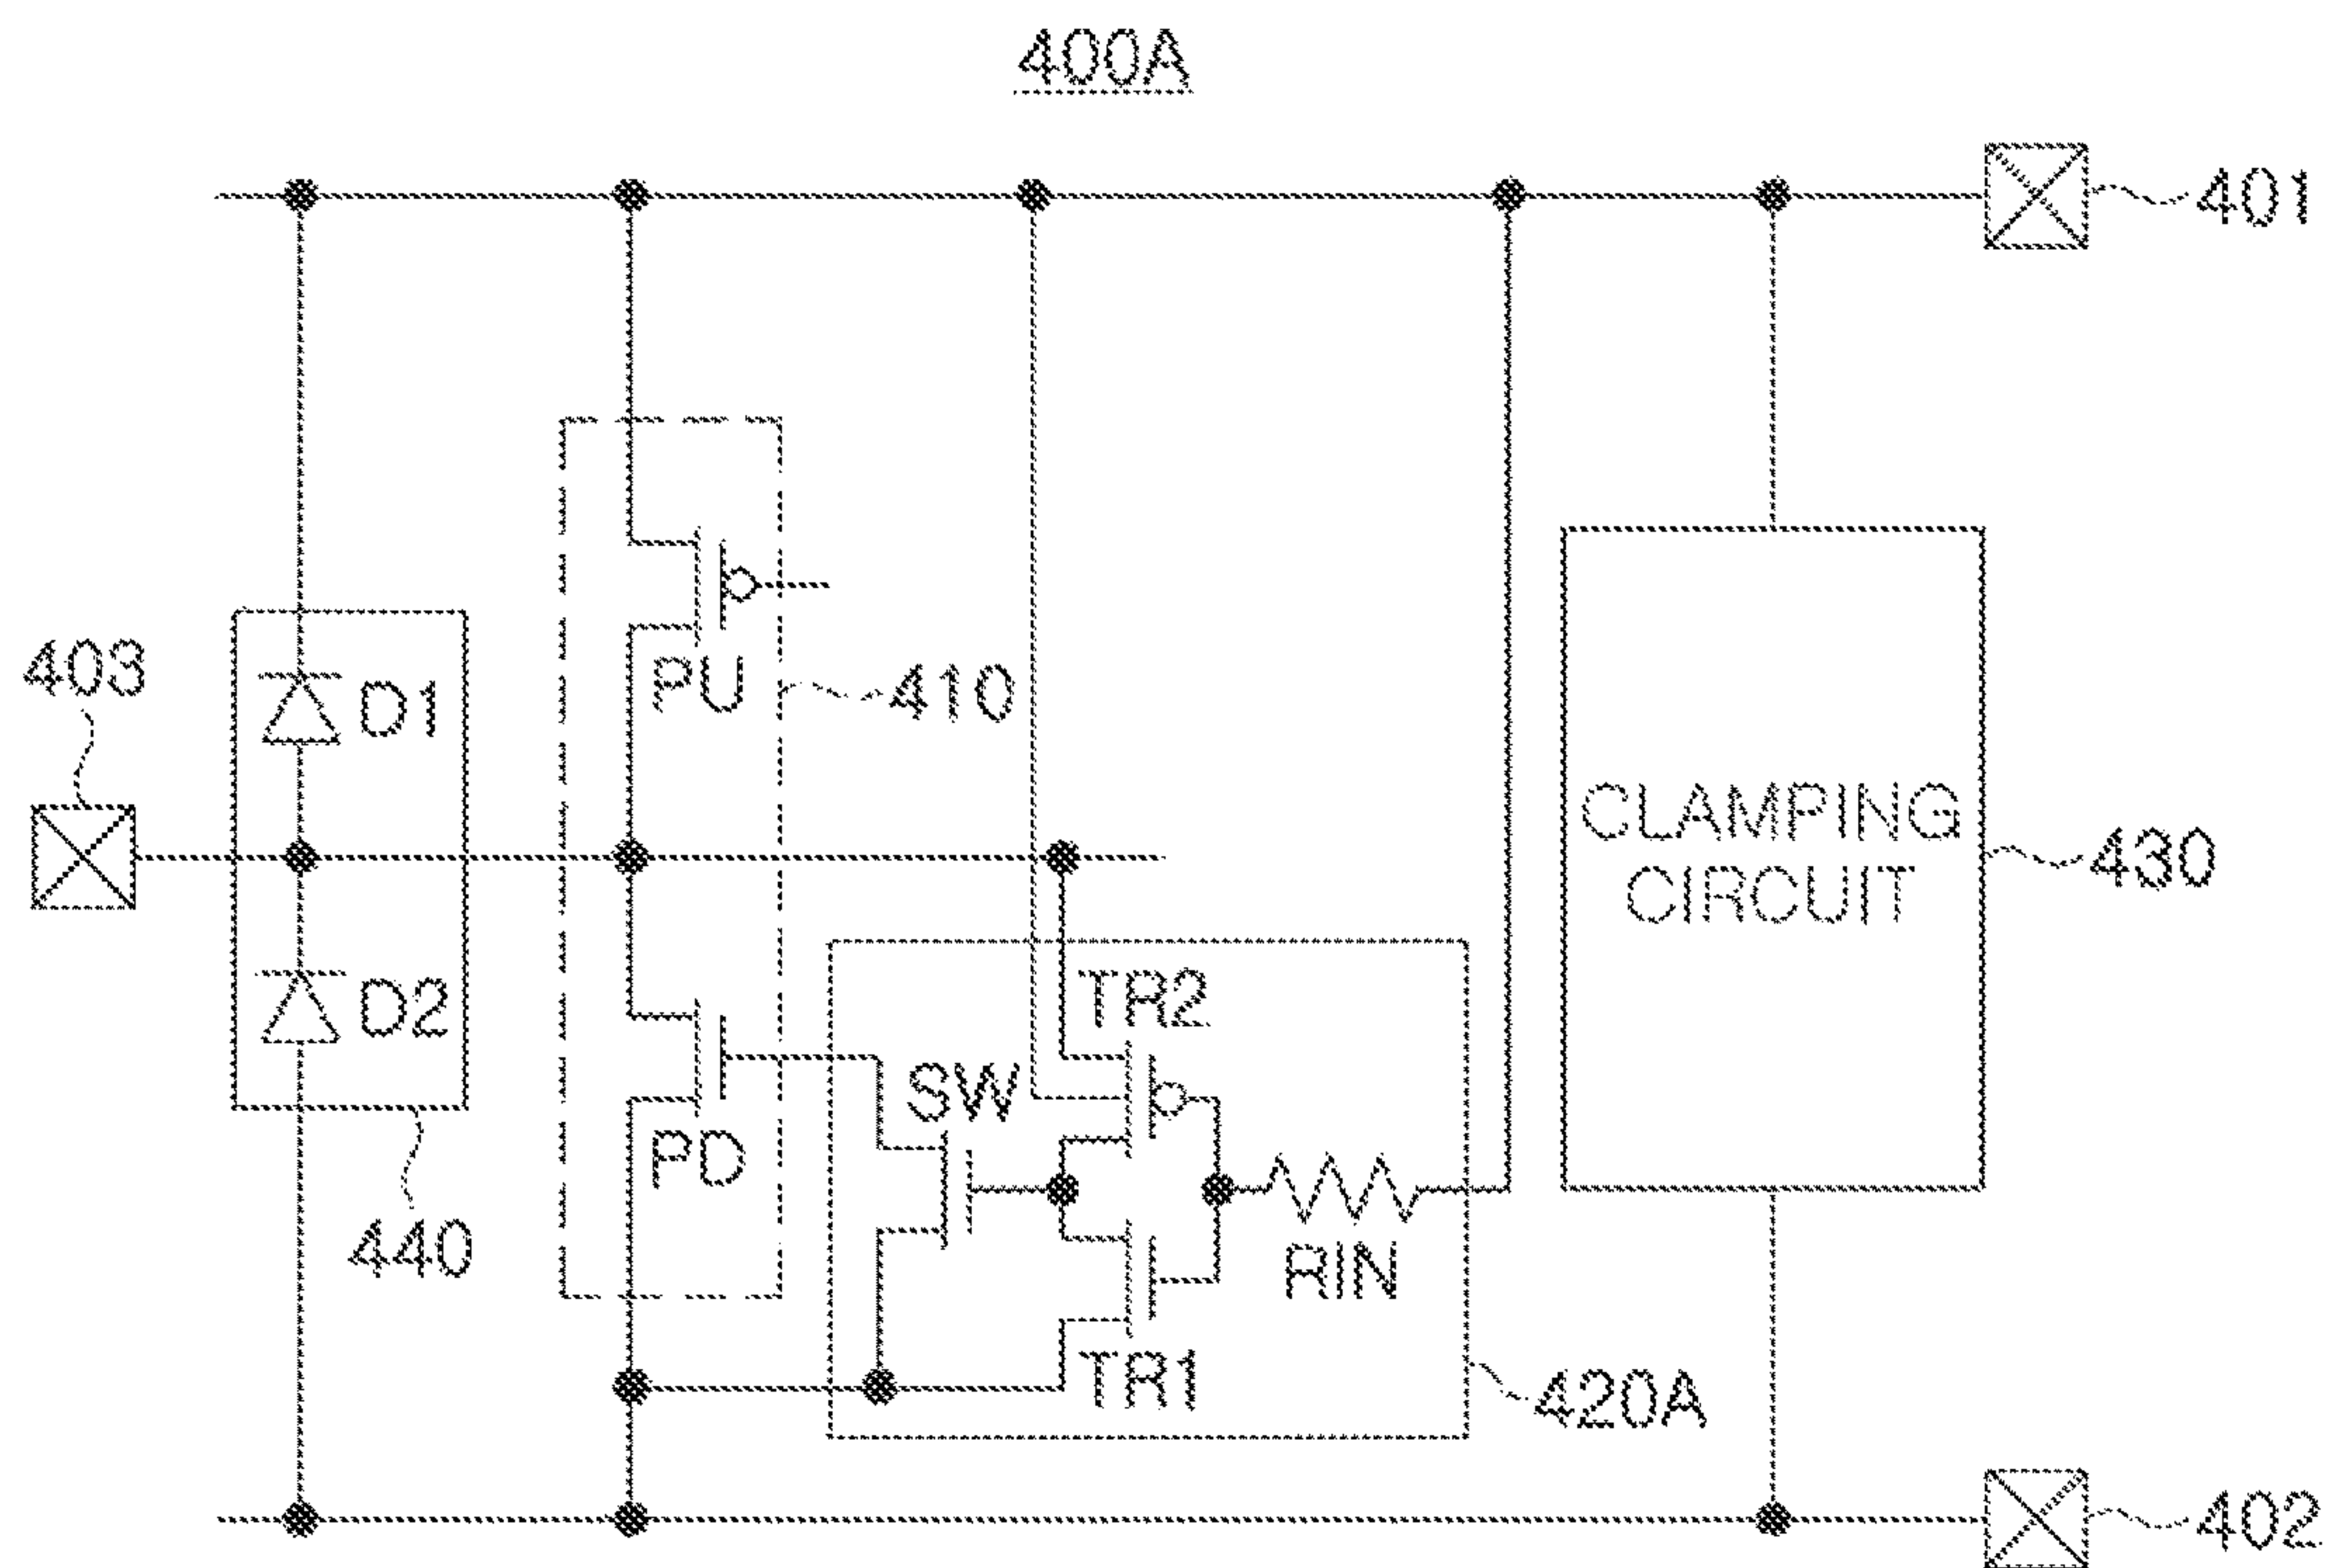 400A
401
403
D1
PU
410
CLAMPING
CIRCUIT
430
D2
TR2
SW
PD
440
RIN
TR1
420A
402